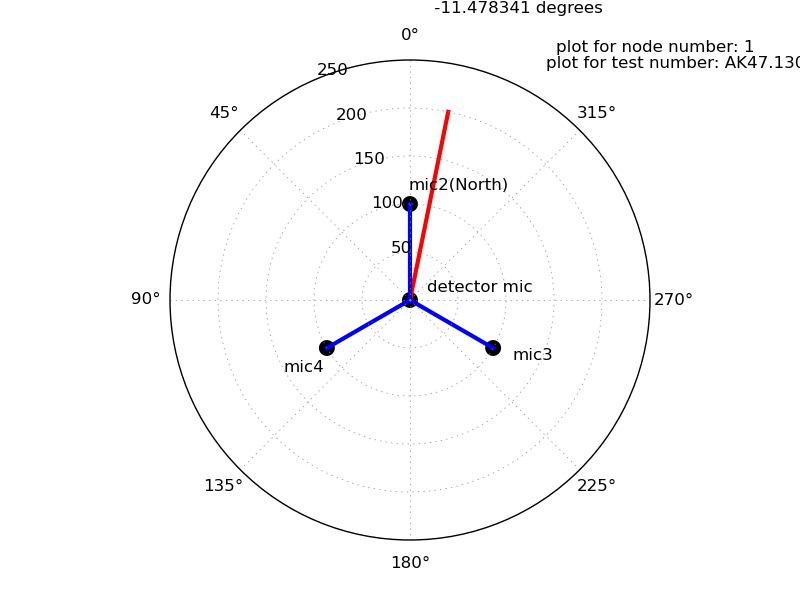 -11.478341 degrees
0°
plot for node number: 1
plot for test number: AK47.130
250
45°
315°
200
150
mic2(North)
100
50
detector mic
90°
270°
mic3
mic4
135°
225°
180°